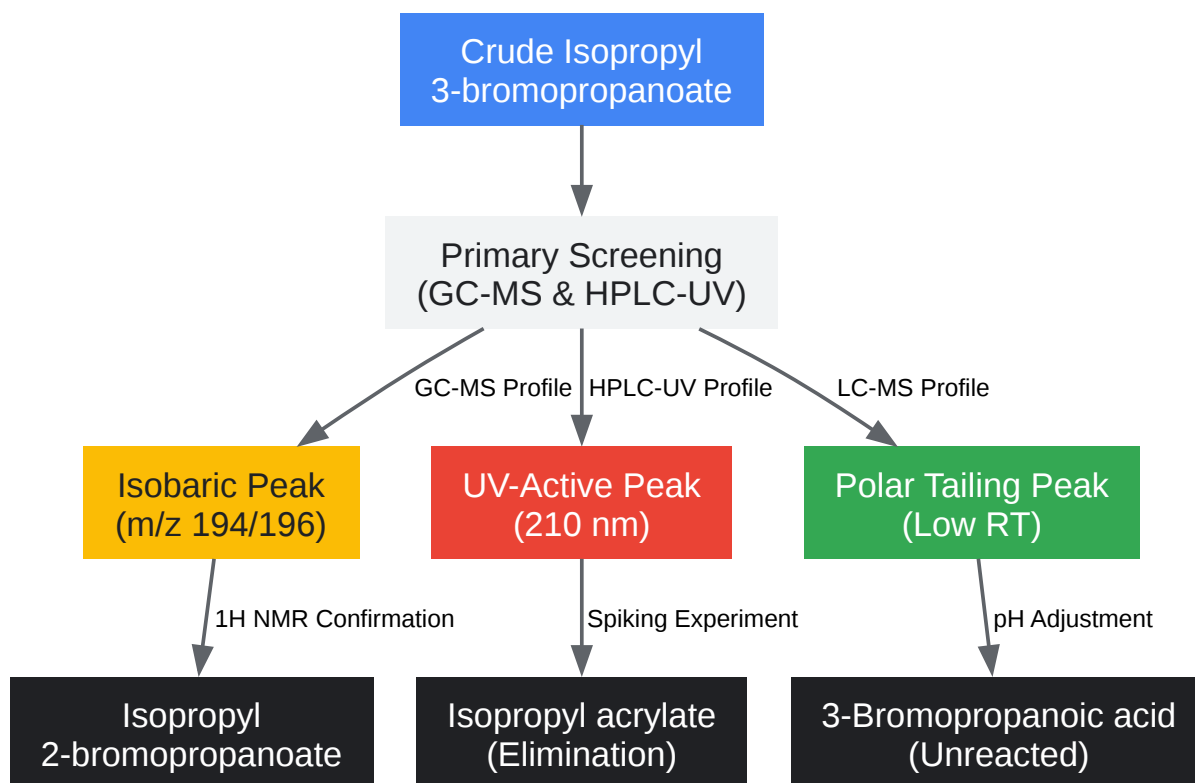 Crude Isopropyl
3-bromopropanoate
Primary Screening
(GC-MS & HPLC-UV)
GC-MS Profile
HPLC-UV Profile
LC-MS Profile
Isobaric Peak
(m/z 194/196)
UV-Active Peak
(210 nm)
Polar Tailing Peak
(Low RT)
1H NMR Confirmation
Spiking Experiment
pH Adjustment
Isopropyl
2-bromopropanoate
Isopropyl acrylate
(Elimination)
3-Bromopropanoic acid
(Unreacted)